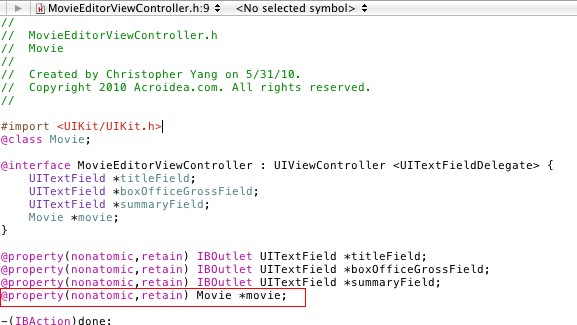 MovieEditorViewController.h:9 <No selected symbol>
//
// MovieEditorViewController.h
// Movie
//
// Created by Christopher Yang on 5/31/10.
// Copyright 2010 Acroidea.com. All rights reserved.
//
#import <UIKit/UIKit.h>
@class Movie;
@interface MovieEditorViewController : UIViewController <UITextFieldDelegate> {
UITextField *titleField;
UITextField *boxOfficeGrossField;
UITextField *summaryField;
Movie *movie;
}
@property(nonatomic,retain) IBOutlet UITextField *titleField;
@property(nonatomic,retain) IBOutlet UITextField *boxOfficeGrossField;
@property(nonatomic,retain) IBOutlet UITextField *summaryField;
@property(nonatomic,retain) Movie *movie;
-(IBAction)done;